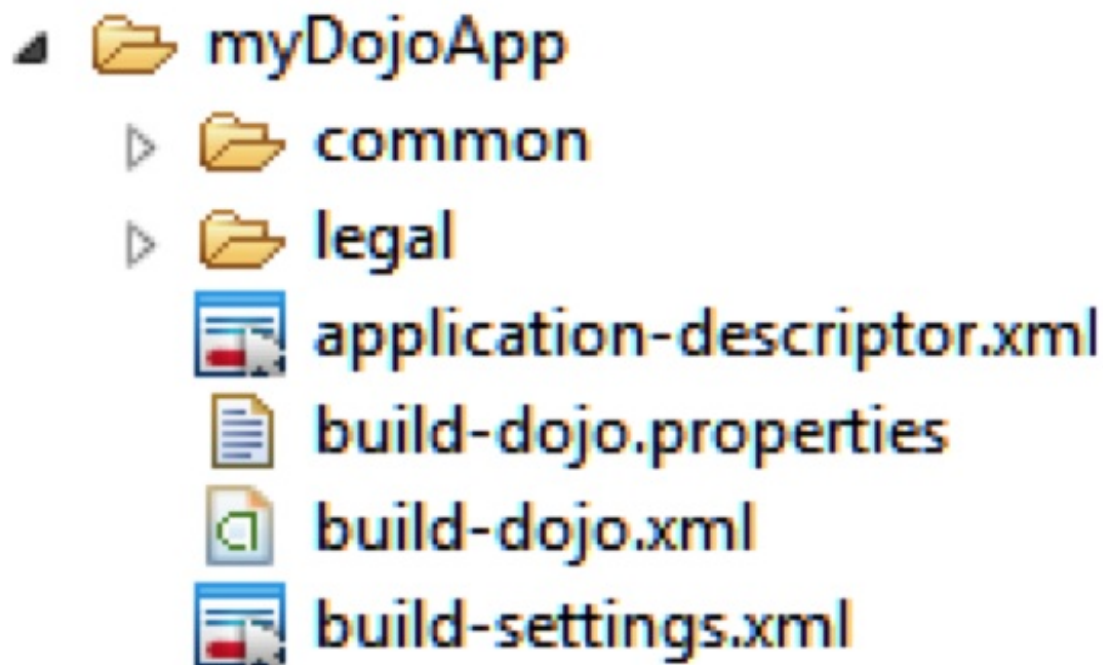 myDojoApp
common
legal
application-descriptor.xml
build-dojo.properties
build-dojo.xml
build-settings.xml